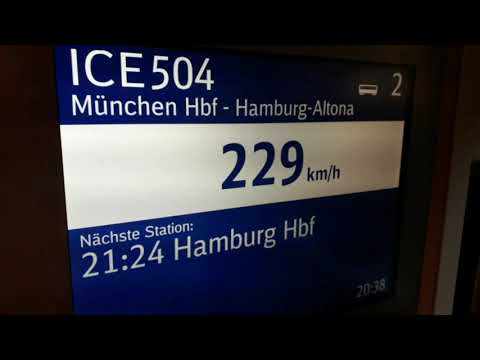 ICE 504
2
München Hbf - Hamburg-Altona
229 km/h
Nächste Station:
21:24 Hamburg Hbf
20:38